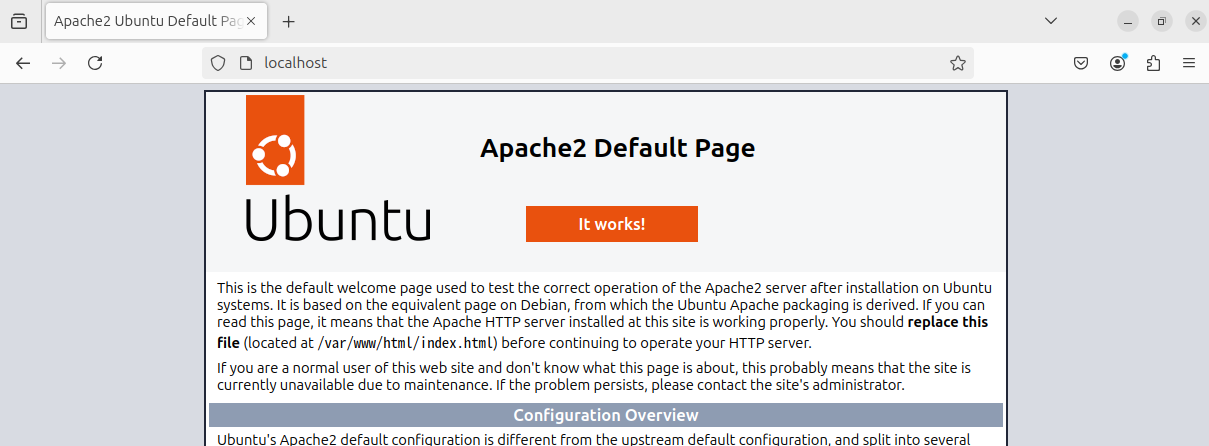 Apache2 Ubuntu Default Pag
localhost
Apache2 Default Page
Ubuntu
It works!
This is the default welcome page used to test the correct operation of the Apache2 server after installation on Ubuntu
systems. It is based on the equivalent page on Debian, from which the Ubuntu Apache packaging is derived. If you can
read this page, it means that the Apache HTTP server installed at this site is working properly. You should replace this
file (located at /var/www/html/index.html) before continuing to operate your HTTP server.
If you are a normal user of this web site and don't know what this page is about, this probably means that the site is
currently unavailable due to maintenance. If the problem persists, please contact the site's administrator.
Configuration Overview
Ubuntu's Apache2 default configuration is different from the upstream default configuration, and split into several